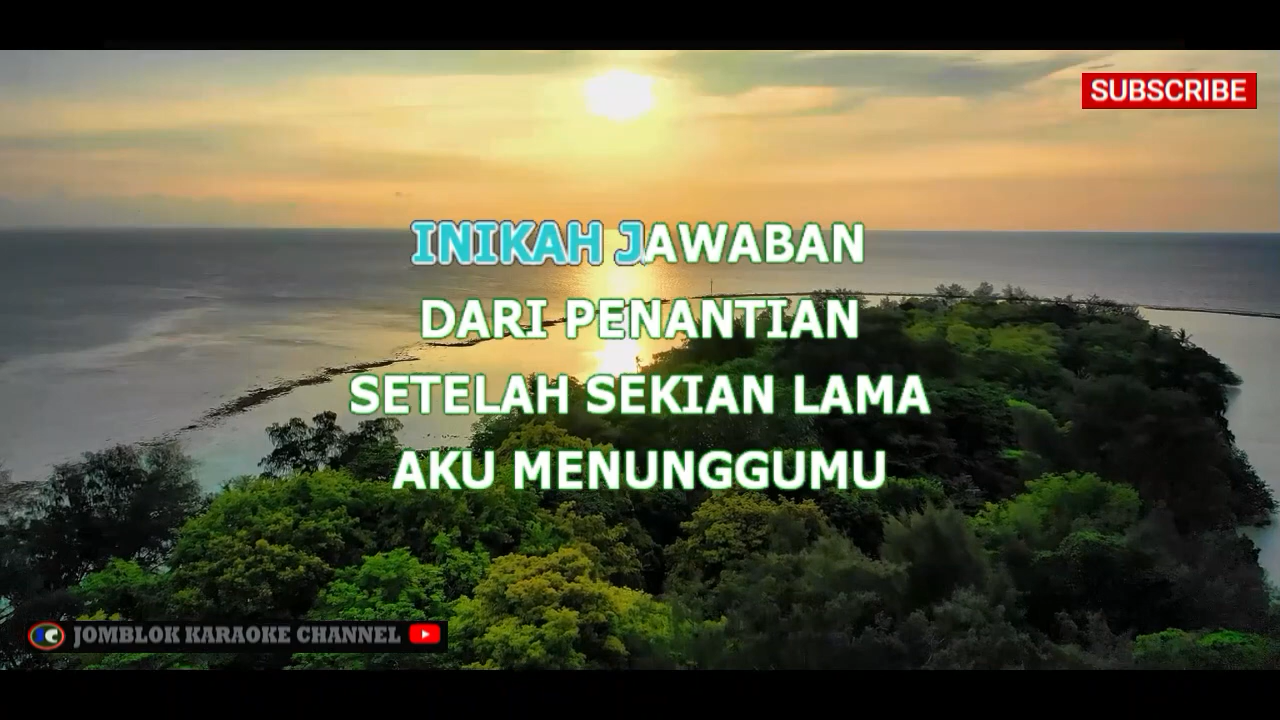 SUBSCRIBE
INIKAH JAWABAN
DARI PENANTIAN
SETELAH SEKIAN LAMA
AKU MENUNGGUMU
JOMBLOK KARAOKE CHANNEL